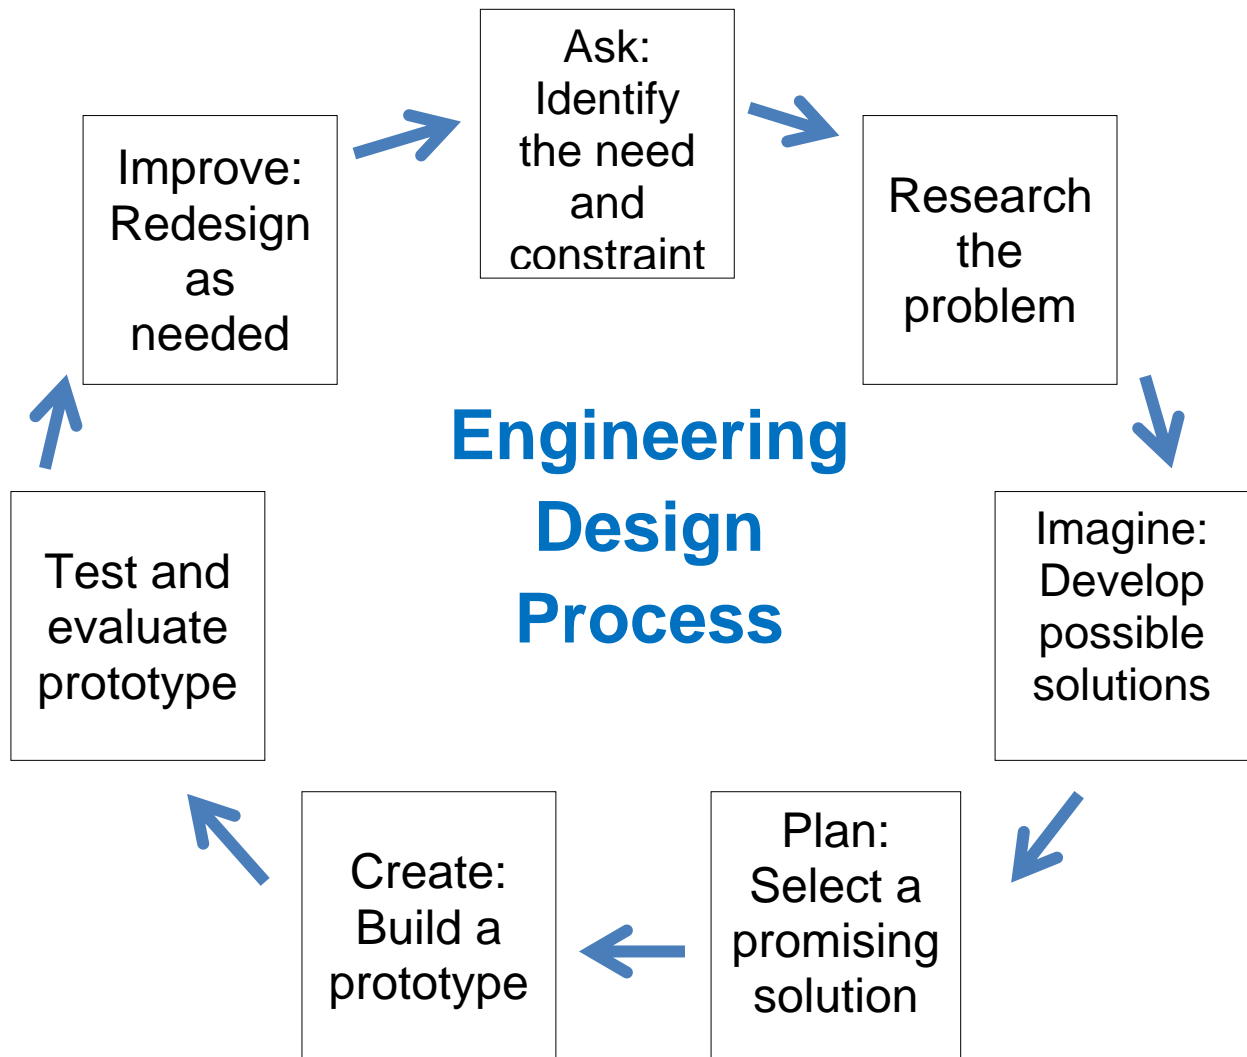 Ask:
Identify
the need
and
constraint
Research
the
problem
Imagine:
Develop
possible
solutions
Plan:
Select a
promising
solution
Create:
Build a
prototype
Test and
evaluate
prototype
Improve:
Redesign
as
needed
Engineering
Design
Process